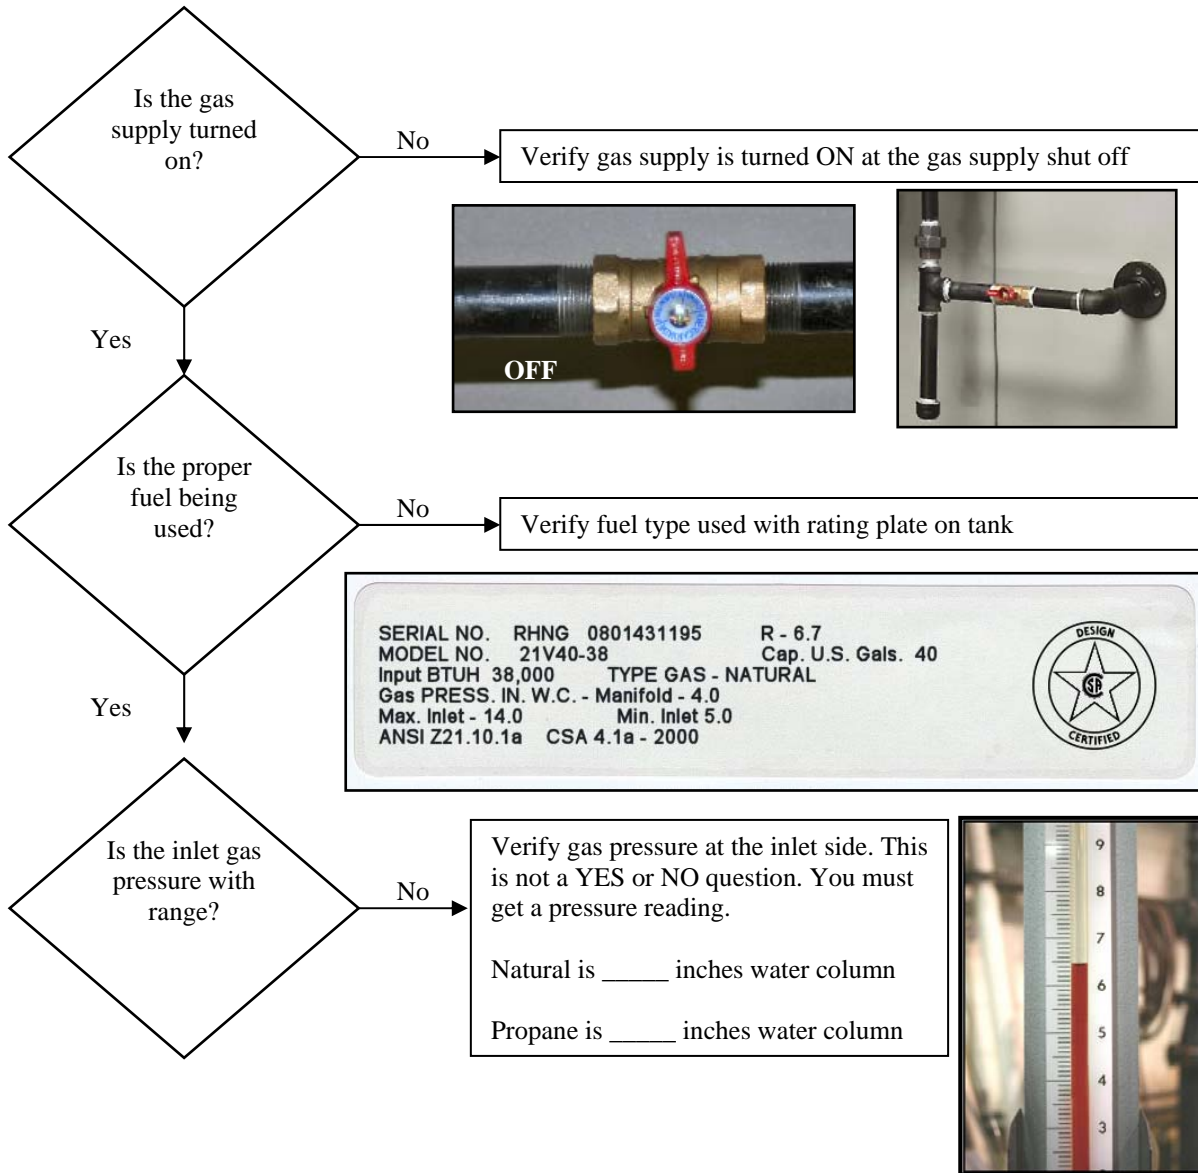 Is the gas
supply turned
on?
No
Verify gas supply is turned ON at the gas supply shut off
OFF
Yes
Is the proper
fuel being
used?
No
Verify fuel type used with rating plate on tank
SERIAL NO. RHNG 0801431195 R - 6.7
MODEL NO. 21V40-38 Cap. U.S. Gals. 40
Input BTUH 38,000 TYPE GAS - NATURAL
Gas PRESS. IN. W.C. - Manifold - 4.0
Max. Inlet - 14.0 Min. Inlet 5.0
ANSI Z21.10.1a CSA 4.1a - 2000
DESIGN
CERTIFIED
Yes
Is the inlet gas
pressure with
range?
No
Verify gas pressure at the inlet side. This
is not a YES or NO question. You must
get a pressure reading.
Natural is _____ inches water column
Propane is _____ inches water column
9
8
7
6
5
4
3